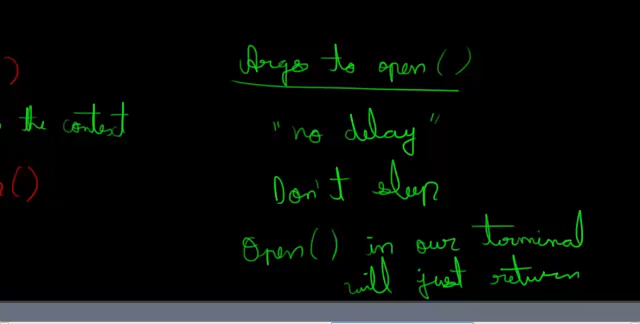 )
Args to open()
the context
"no delay"
()
Don't sleep
Open() in our terminal
will just return